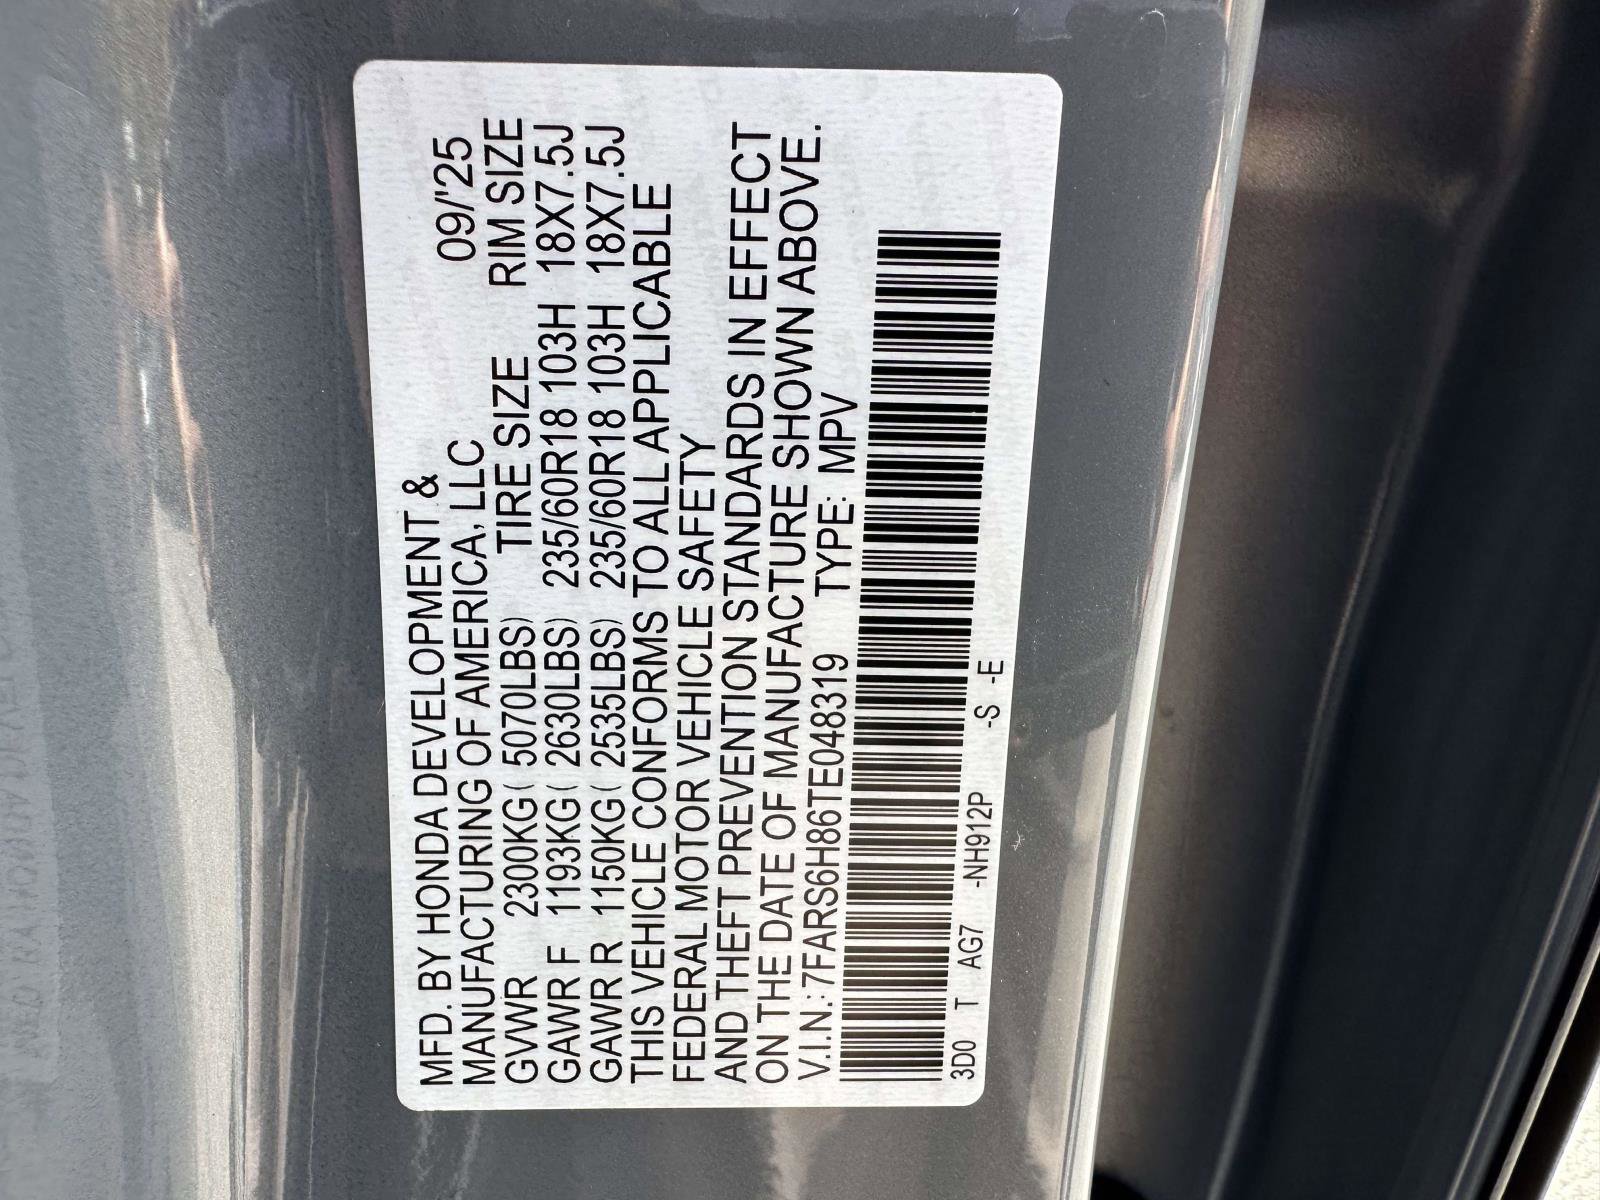 MFD. BY HONDA DEVELOPMENT &
MANUFACTURING OF AMERICA, LLC 09/'25
GVWR 2300KG( 5070LBS) TIRE SIZE RIM SIZE
GAWR F 1193KG( 2630LBS) 235/60R18 103H 18X7.5J
GAWR R 1150KG( 2535LBS) 235/60R18 103H 18X7.5J
THIS VEHICLE CONFORMS TO ALL APPLICABLE
FEDERAL MOTOR VEHICLE SAFETY
AND THEFT PREVENTION STANDARDS IN EFFECT
ON THE DATE OF MANUFACTURE SHOWN ABOVE.
V.I.N.: 7FARS6H86TE048319 TYPE: MPV
3D0 T AG7 -NH912P -S -E